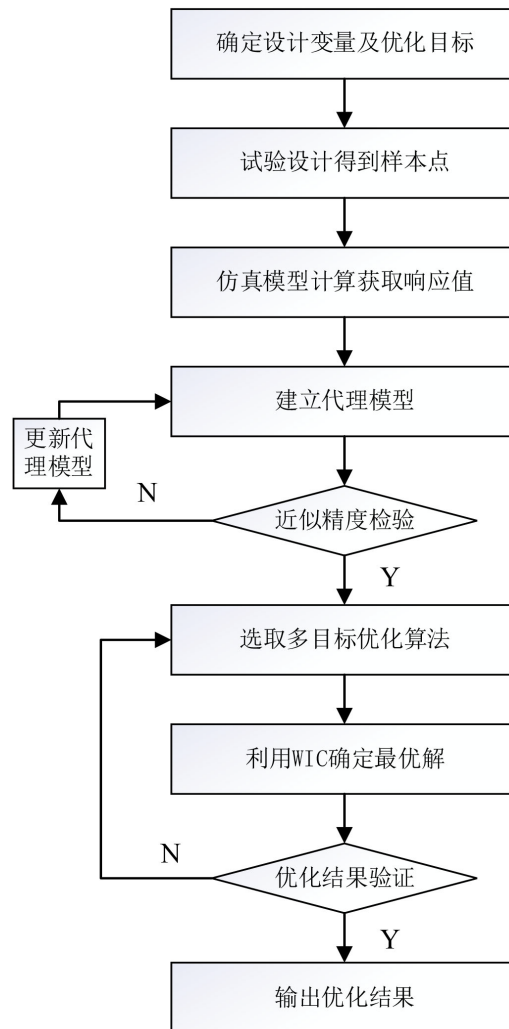 确定设计变量及优化目标
试验设计得到样本点
仿真模型计算获取响应值
建立代理模型
更新代
理模型
N
近似精度检验
Y
选取多目标优化算法
利用WIC确定最优解
N
优化结果验证
Y
输出优化结果